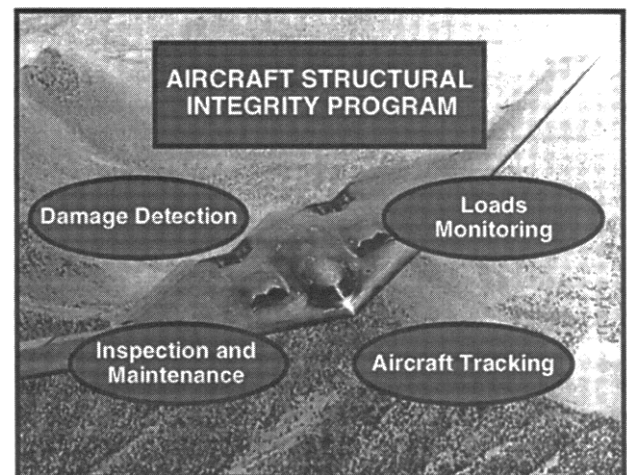 AIRCRAFT STRUCTURAL
INTEGRITY PROGRAM
Damage Detection
Loads
Monitoring
Inspection and
Maintenance
Aircraft Tracking